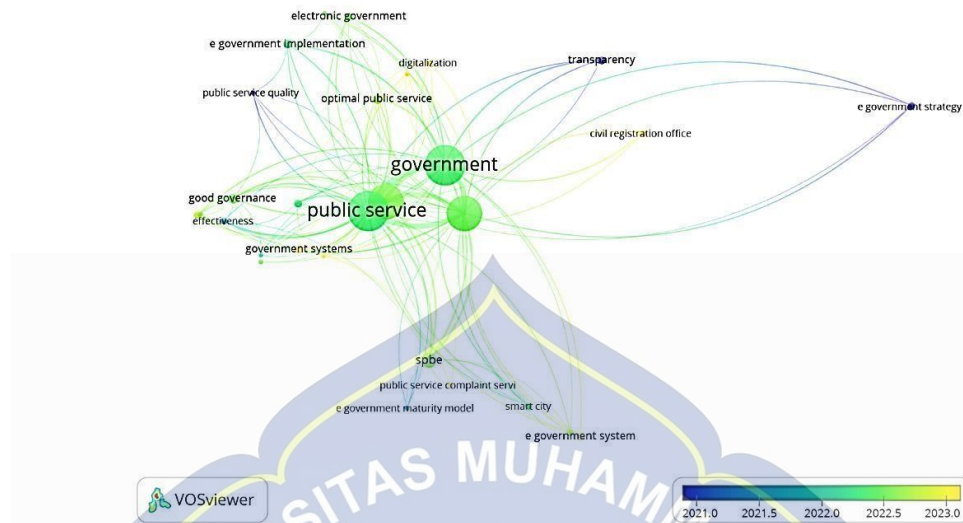 electronic government
e government implementation
digitalization
transparency
public service quality
optimal public service
e government strategy
civil registration office
government
good governance
public service
effectiveness
government systems
spbe
public service complaint servi
e government maturity model
smart city
e government system
SITAS MUHAM
VOSviewer
2021.0 2021.5 2022.0 2022.5 2023.0